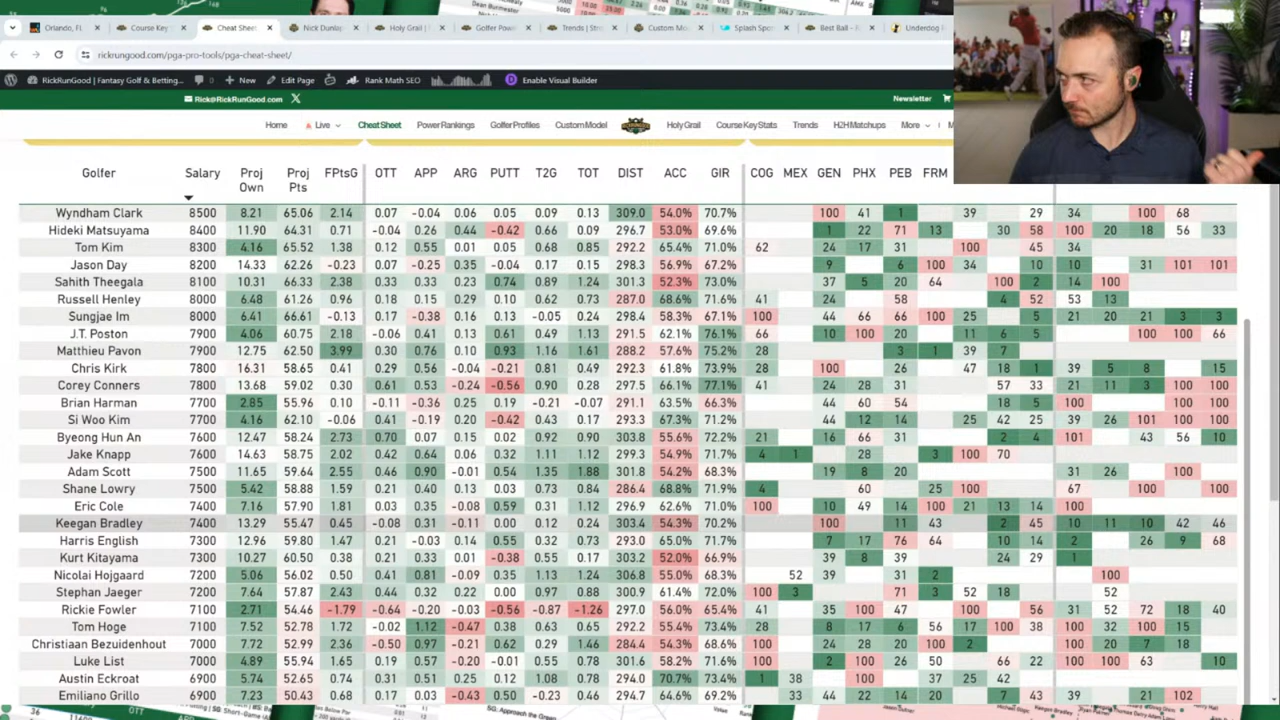 Orlando, Fl
Course Key
Cheat Shee
Nick Dunlap
Holy Grail |
Golfer Pow
Trends | St
Custom Mo
Splash Spo
Best Ball -
Underdog
rickrungood.com/pga-pro-tools/pga-cheat-sheet/
RickRunGood | Fantasy Golf & Betting... 0 New Edit Page Rank Math SEO Enable Visual Builder
Rick@RickRunGood.com Newsletter
Home Live Cheat Sheet Power Rankings Golfer Profiles Custom Model Holy Grail Course Key Stats Trends H2H Matchups More
Golfer Salary Proj Own Proj Pts FPtsG OTT APP ARG PUTT T2G TOT DIST ACC GIR COG MEX GEN PHX PEB FRM
Wyndham Clark 8500 8.21 65.06 2.14 0.07 -0.04 0.06 0.05 0.09 0.13 309.0 54.0% 70.7% 100 41 1 39 29 34 100 68
Hideki Matsuyama 8400 11.90 64.31 0.71 -0.04 0.26 0.44 -0.42 0.66 0.09 296.7 53.0% 69.6% 1 22 71 13 30 58 100 20 18 56 33
Tom Kim 8300 4.16 65.52 1.38 0.12 0.55 0.01 0.05 0.68 0.85 292.2 65.4% 71.0% 62 24 17 31 100 45 34
Jason Day 8200 14.33 62.26 -0.23 0.07 -0.25 0.35 -0.04 0.17 0.15 298.3 56.9% 67.2% 9 6 100 34 10 10 31 101 101
Sahith Theegala 8100 10.31 66.33 2.38 0.33 0.33 0.23 0.74 0.89 1.24 301.3 52.3% 73.0% 37 5 20 64 100 2 14 100
Russell Henley 8000 6.48 61.26 0.96 0.18 0.15 0.29 0.10 0.62 0.73 287.0 68.6% 71.6% 41 24 58 4 52 53 13
Sungjae Im 8000 6.41 66.61 -0.13 0.17 -0.38 0.16 0.13 -0.05 0.24 298.4 58.3% 67.1% 100 44 66 66 100 25 5 21 20 21 3 3
J.T. Poston 7900 4.06 65.55 2.18 -0.06 0.41 0.13 0.61 0.49 1.13 291.5 62.1% 76.1% 66 10 100 20 11 6 5 100 100 66
Matthieu Pavon 7900 12.75 62.50 3.99 0.30 0.76 0.10 0.93 1.16 1.61 288.2 57.6% 75.2% 28 3 1 39 7
Chris Kirk 7800 16.31 58.65 0.41 0.29 0.56 -0.04 -0.21 0.81 0.49 292.3 61.8% 73.9% 28 100 26 47 18 1 39 5 8 15
Corey Conners 7800 13.68 59.02 0.30 0.61 0.53 -0.24 -0.56 0.90 0.28 297.5 66.1% 77.1% 41 24 28 31 57 33 21 11 3 100 100
Brian Harman 7700 2.85 55.96 0.10 -0.11 -0.36 0.25 0.19 -0.21 -0.07 291.1 63.5% 66.3% 44 60 54 18 5 100 100
Si Woo Kim 7700 4.16 62.10 -0.06 0.41 -0.19 0.20 -0.42 0.43 0.17 293.3 67.3% 71.2% 44 12 14 25 42 25 39 26 101 100 100
Byeong Hun An 7600 12.47 58.24 2.73 0.70 0.07 0.15 0.02 0.92 0.90 303.8 55.6% 72.2% 21 16 66 31 2 4 101 43 56 10
Jake Knapp 7600 14.63 58.75 2.02 0.42 0.64 0.06 0.32 1.11 1.12 299.3 54.9% 71.7% 4 1 28 3 100 70
Adam Scott 7500 11.65 59.64 2.55 0.46 0.90 -0.01 0.54 1.35 1.88 301.8 54.2% 68.3% 19 8 20 31 26 100
Shane Lowry 7500 5.42 58.88 1.59 0.21 0.40 0.13 0.03 0.73 0.84 286.4 68.8% 71.9% 4 60 25 100 67 100 100
Eric Cole 7400 7.16 57.90 1.81 0.03 0.35 -0.08 0.59 0.31 1.12 296.9 62.6% 71.0% 100 10 49 14 21 13 14 100
Keegan Bradley 7400 13.29 55.47 0.45 -0.08 0.31 -0.11 0.00 0.12 0.24 303.4 54.3% 70.2% 100 11 43 2 45 10 11 10 42 46
Harris English 7300 12.96 59.80 1.47 0.21 -0.03 0.14 0.55 0.32 0.73 293.0 65.0% 71.2% 7 17 76 64 10 14 2 26 9 68
Kurt Kitayama 7300 10.27 60.50 0.38 0.21 0.33 0.01 -0.38 0.55 0.17 303.2 52.0% 66.9% 39 8 39 24 29 1
Nicolai Hojgaard 7200 5.06 56.02 0.50 0.41 0.81 -0.09 0.35 1.13 1.24 306.8 55.0% 68.3% 52 39 31 2 100
Stephan Jaeger 7200 7.64 57.87 2.43 0.44 0.32 0.22 0.00 0.97 0.88 300.9 61.4% 72.0% 100 3 71 3 52 18 52
Rickie Fowler 7100 2.71 54.46 -1.79 -0.64 -0.20 -0.03 -0.56 -0.87 -1.26 297.0 56.0% 65.4% 41 35 100 47 100 56 31 52 72 18 40
Tom Hoge 7100 7.52 52.78 1.72 -0.02 1.12 -0.47 0.38 0.63 0.65 292.2 55.4% 73.4% 28 8 17 6 56 17 100 38 100 32 100 15
Christiaan Bezuidenhout 7000 7.72 52.99 2.36 -0.50 0.97 -0.21 0.62 0.29 1.46 284.4 54.3% 68.6% 100 24 28 20 100 2 100 20 7 18
Luke List 7000 4.89 55.94 1.65 0.19 0.57 -0.20 -0.01 0.55 0.78 301.6 58.2% 71.6% 100 2 100 26 50 66 22 100 100 63 10
Austin Eckroat 6900 5.74 52.65 0.74 0.31 0.51 0.25 0.12 1.08 0.78 294.0 70.7% 73.4% 1 38 100 37 25 42
Emiliano Grillo 6900 7.23 50.43 0.68 0.17 0.03 -0.43 0.50 -0.23 0.46 294.7 64.6% 69.2% 33 44 22 14 20 7 43 39 21 102